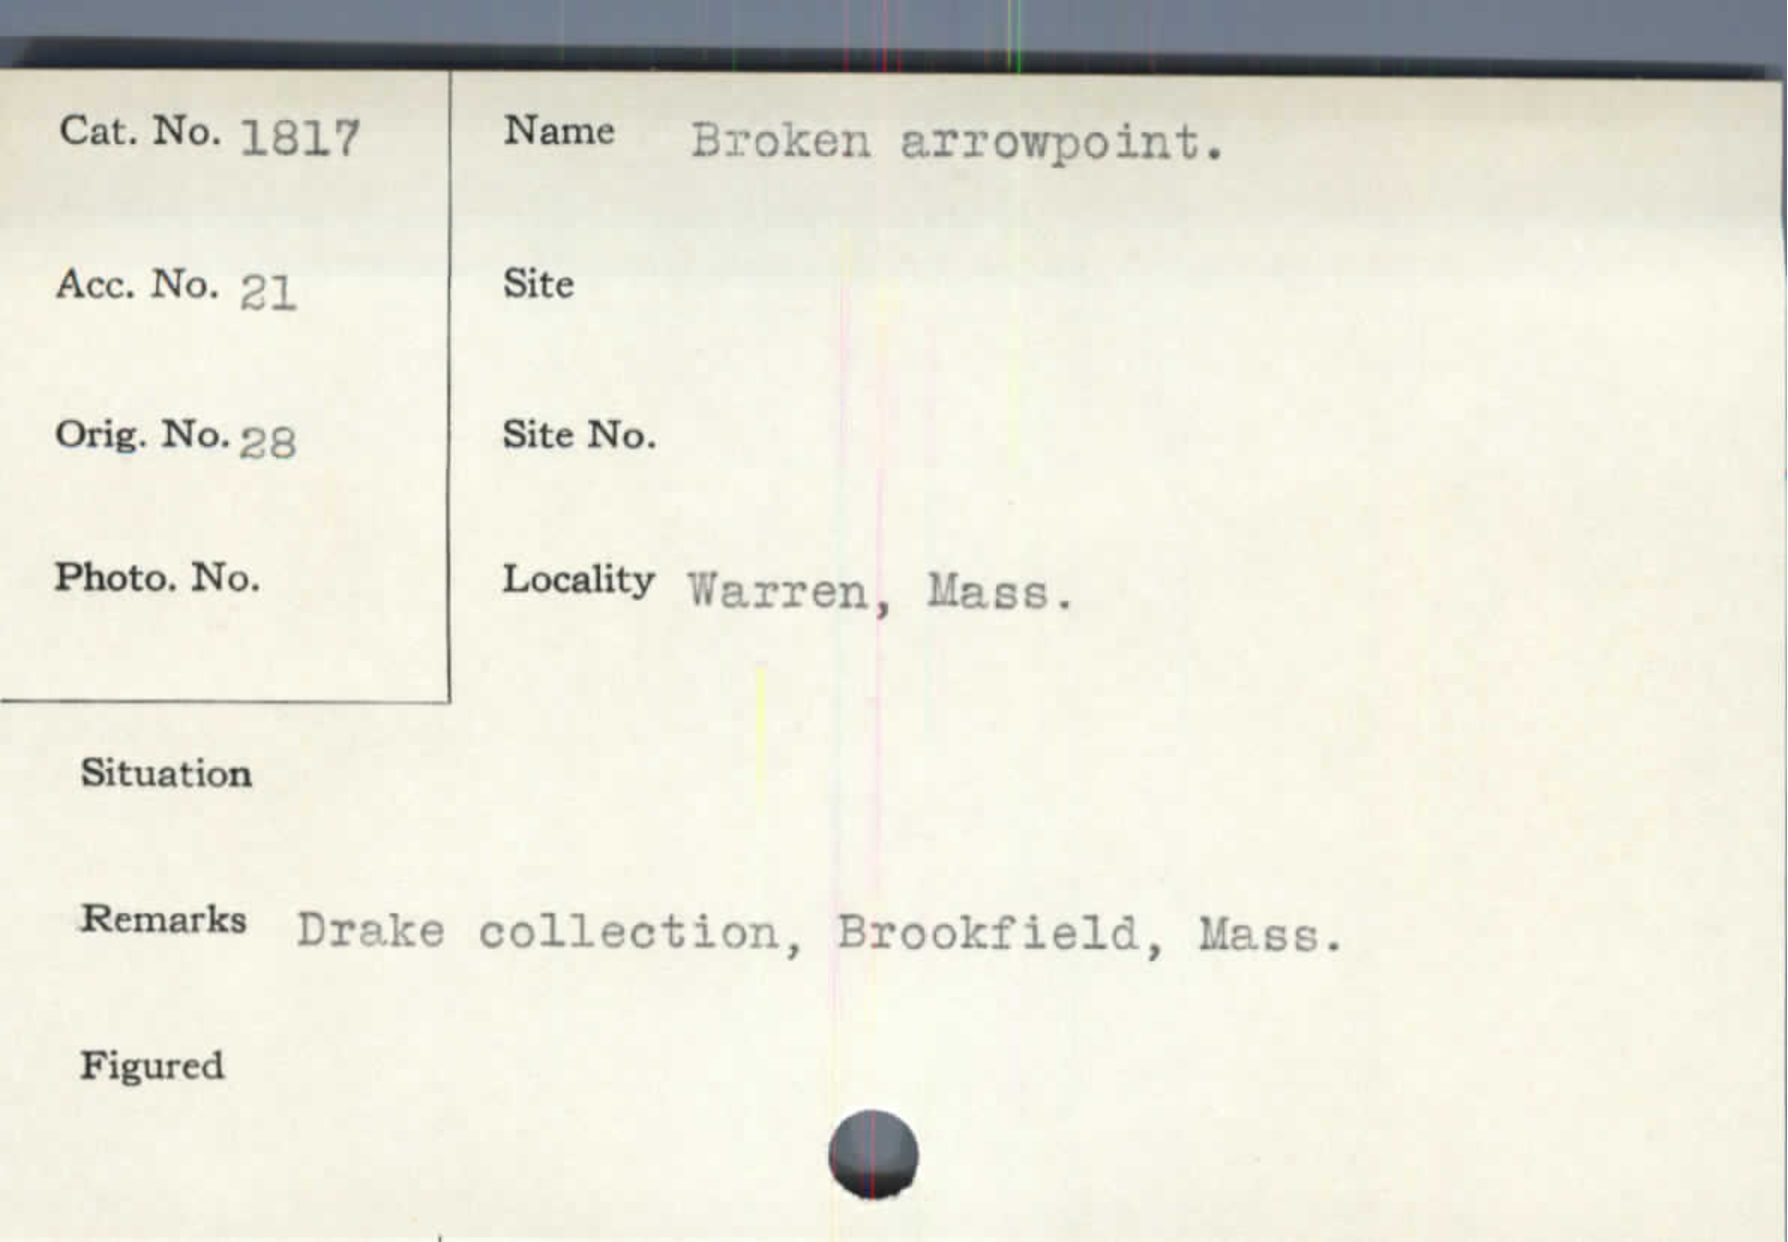 Cat. No. 1817
Name Broken arrowpoint.
Acc. No. 21
Site
Orig. No. 28
Site No.
Photo. No.
Locality Warren, Mass.
Situation
Remarks Drake collection, Brookfield, Mass.
Figured